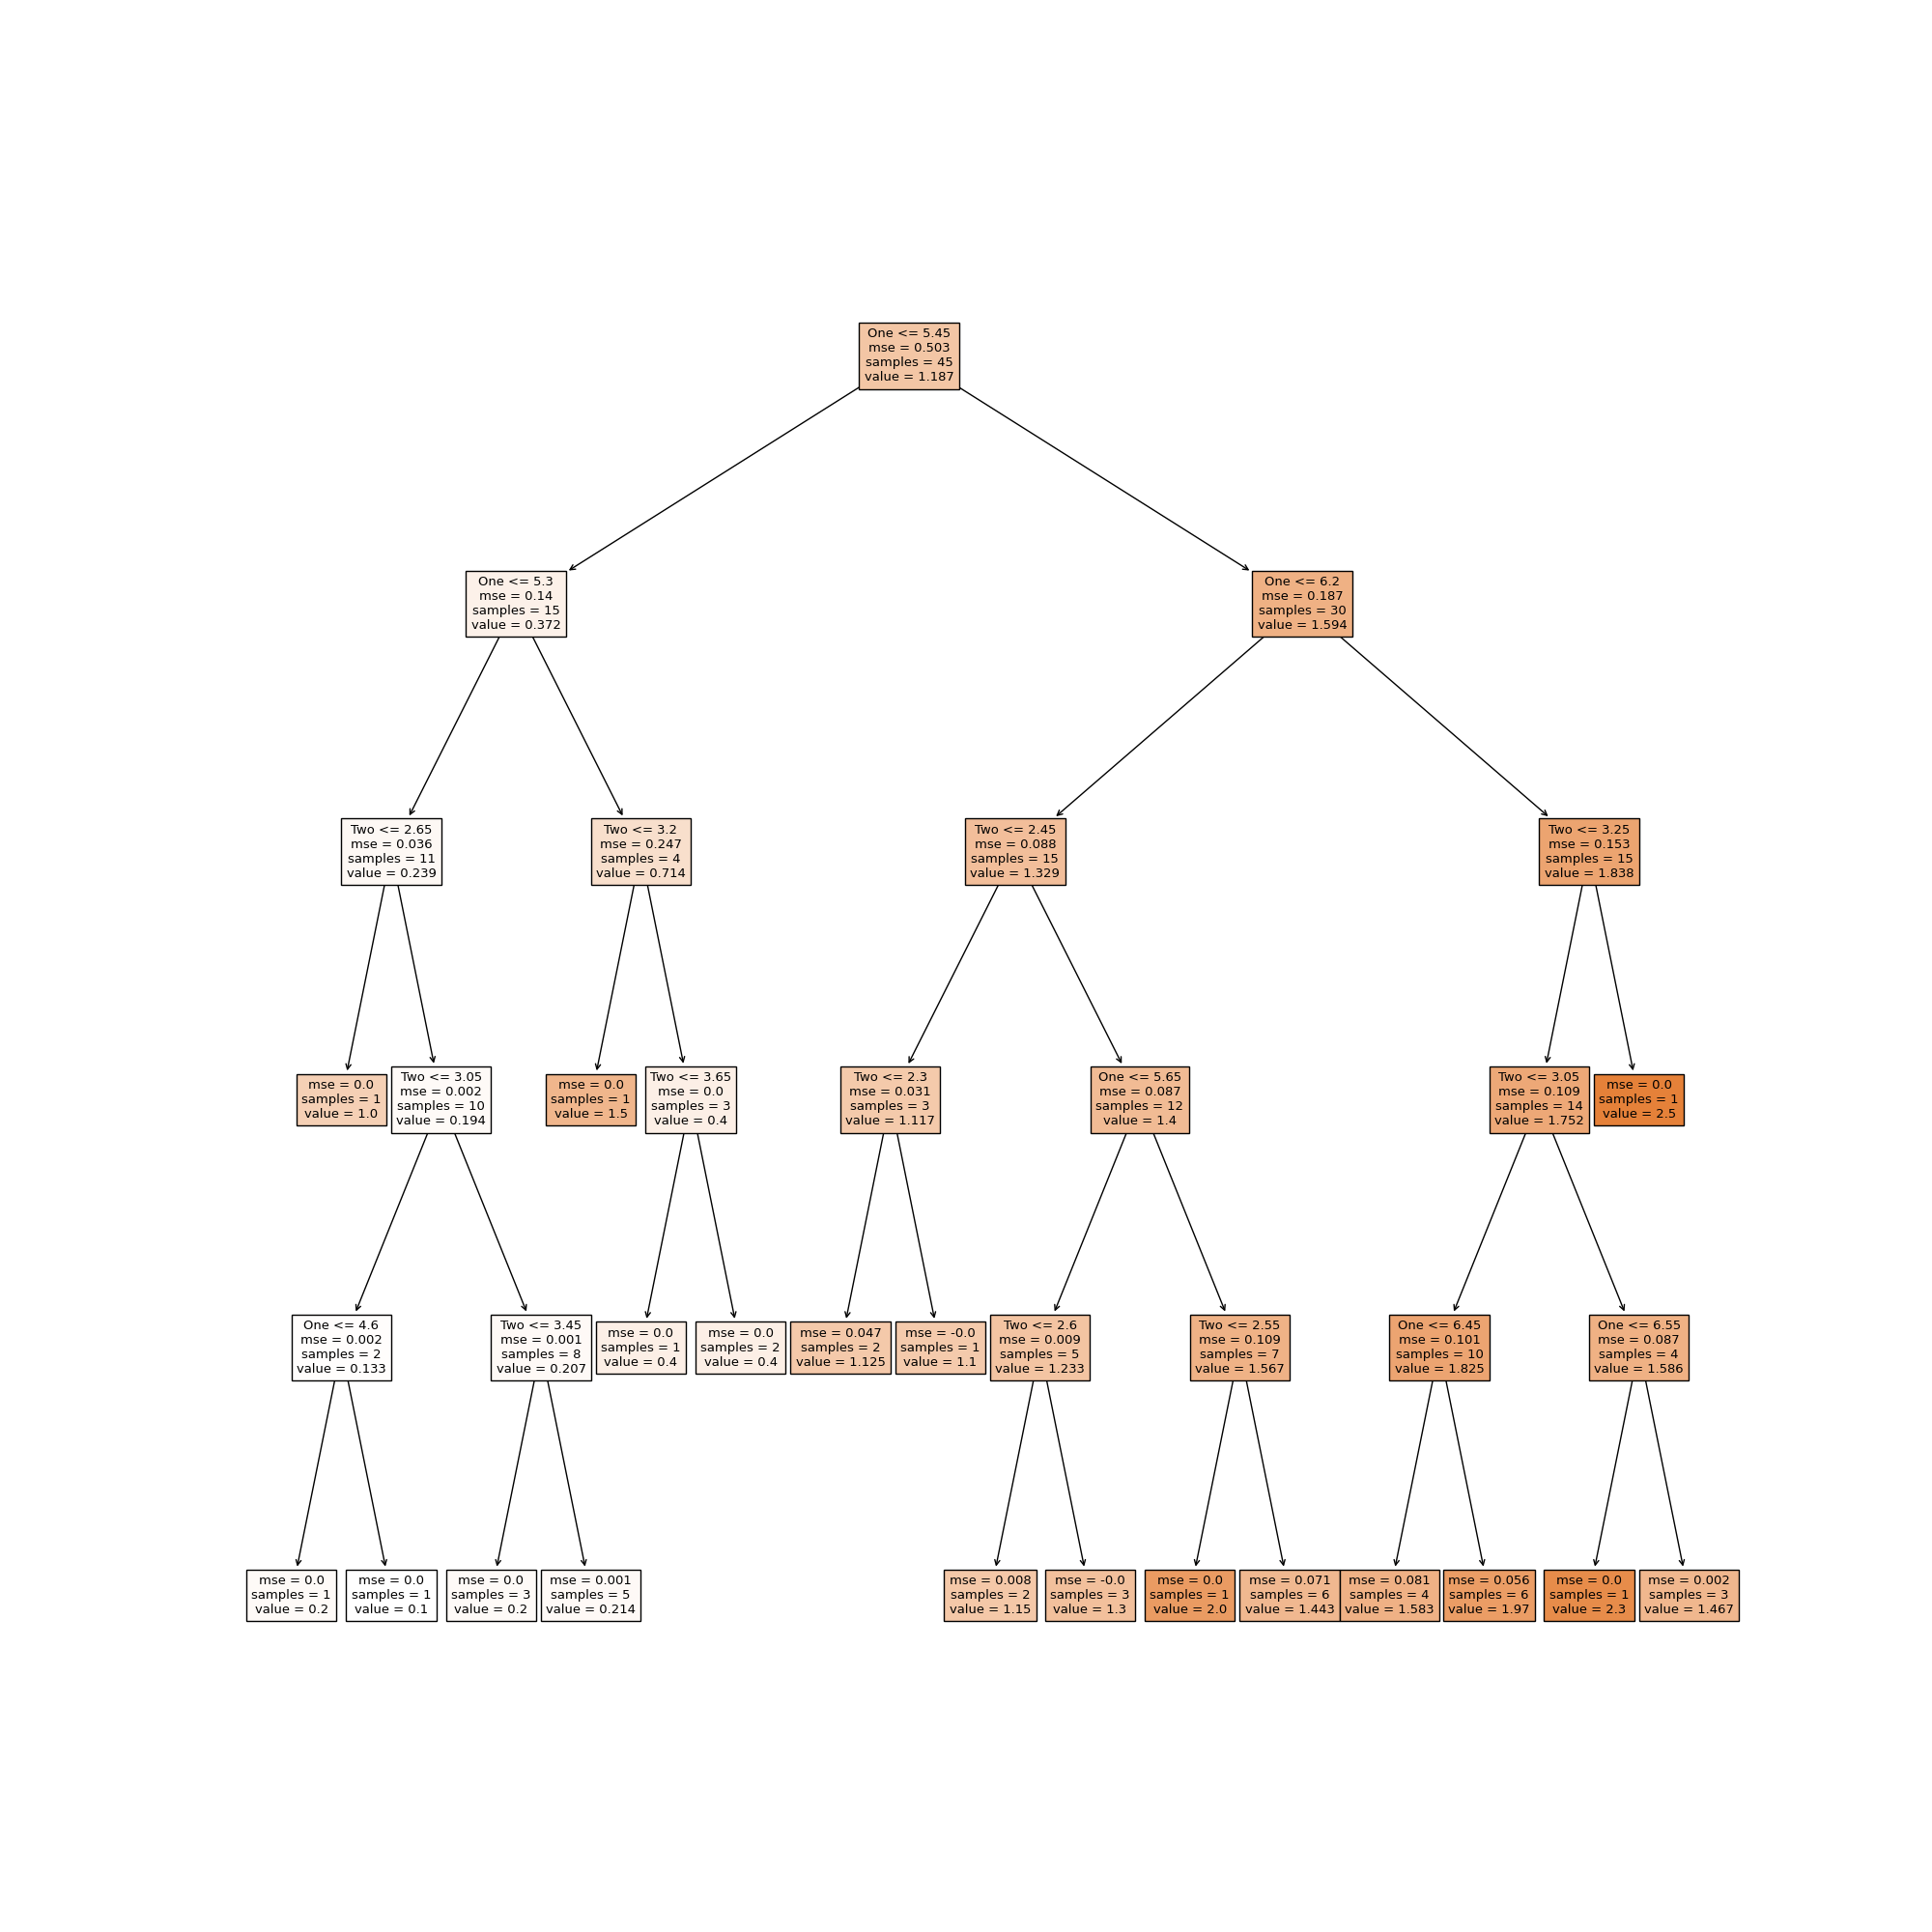 One <= 5.45
mse = 0.503
samples = 45
value = 1.187
One <= 5.3
mse = 0.14
samples = 15
value = 0.372
One <= 6.2
mse = 0.187
samples = 30
value = 1.594
Two <= 2.65
mse = 0.036
samples = 11
value = 0.239
Two <= 3.2
mse = 0.247
samples = 4
value = 0.714
Two <= 2.45
mse = 0.088
samples = 15
value = 1.329
Two <= 3.25
mse = 0.153
samples = 15
value = 1.838
mse = 0.0
samples = 1
value = 1.0
Two <= 3.05
mse = 0.002
samples = 10
value = 0.194
mse = 0.0
samples = 1
value = 1.5
Two <= 3.65
mse = 0.0
samples = 3
value = 0.4
Two <= 2.3
mse = 0.031
samples = 3
value = 1.117
One <= 5.65
mse = 0.087
samples = 12
value = 1.4
Two <= 3.05
mse = 0.109
samples = 14
value = 1.752
mse = 0.0
samples = 1
value = 2.5
One <= 4.6
mse = 0.002
samples = 2
value = 0.133
Two <= 3.45
mse = 0.001
samples = 8
value = 0.207
mse = 0.0
samples = 1
value = 0.4
mse = 0.0
samples = 2
value = 0.4
mse = 0.047
samples = 2
value = 1.125
mse = -0.0
samples = 1
value = 1.1
Two <= 2.6
mse = 0.009
samples = 5
value = 1.233
Two <= 2.55
mse = 0.109
samples = 7
value = 1.567
One <= 6.45
mse = 0.101
samples = 10
value = 1.825
One <= 6.55
mse = 0.087
samples = 4
value = 1.586
mse = 0.0
samples = 1
value = 0.2
mse = 0.0
samples = 1
value = 0.1
mse = 0.0
samples = 3
value = 0.2
mse = 0.001
samples = 5
value = 0.214
mse = 0.008
samples = 2
value = 1.15
mse = -0.0
samples = 3
value = 1.3
mse = 0.0
samples = 1
value = 2.0
mse = 0.071
samples = 6
value = 1.443
mse = 0.081
samples = 4
value = 1.583
mse = 0.056
samples = 6
value = 1.97
mse = 0.0
samples = 1
value = 2.3
mse = 0.002
samples = 3
value = 1.467